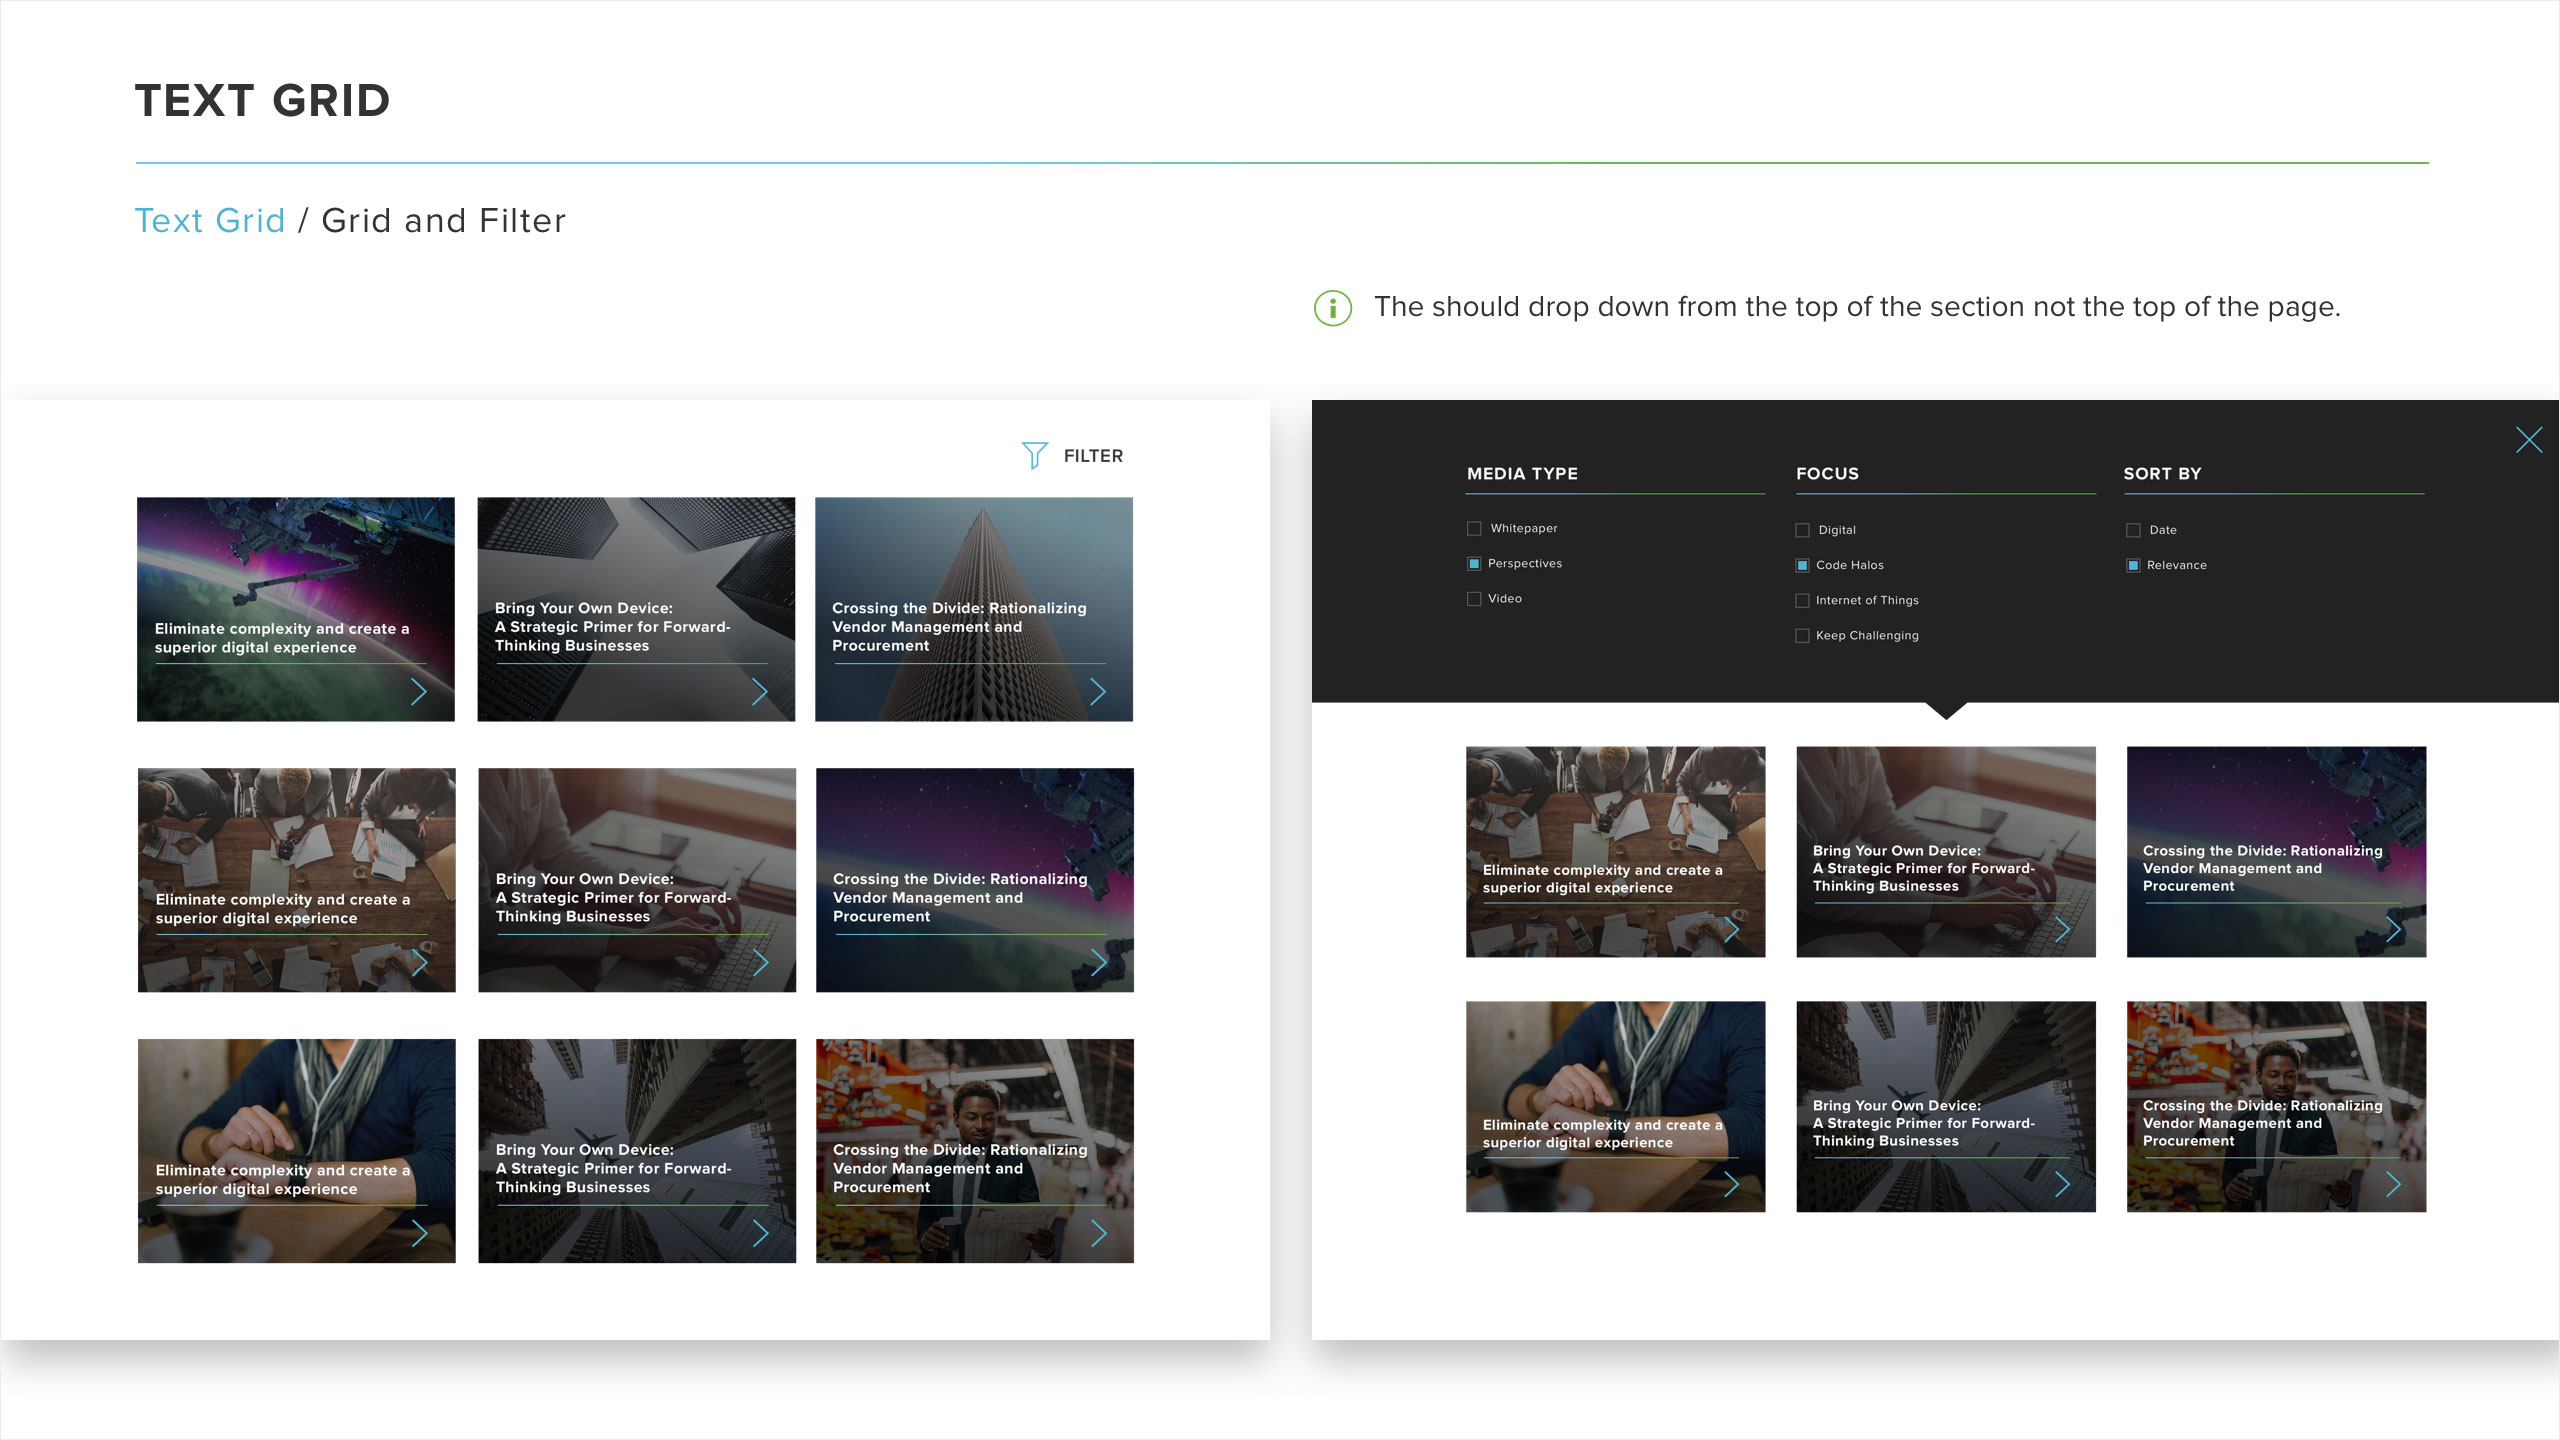 TEXT GRID
Text Grid / Grid and Filter
The should drop down from the top of the section not the top of the page.
FILTER
Eliminate complexity and create a
superior digital experience
Bring Your Own Device:
A Strategic Primer for Forward-
Thinking Businesses
Crossing the Divide: Rationalizing
Vendor Management and
Procurement
Eliminate complexity and create a
superior digital experience
Bring Your Own Device:
A Strategic Primer for Forward-
Thinking Businesses
Crossing the Divide: Rationalizing
Vendor Management and
Procurement
Eliminate complexity and create a
superior digital experience
Bring Your Own Device:
A Strategic Primer for Forward-
Thinking Businesses
Crossing the Divide: Rationalizing
Vendor Management and
Procurement
MEDIA TYPE
Whitepaper
Perspectives
Video
FOCUS
Digital
Code Halos
Internet of Things
Keep Challenging
SORT BY
Date
Relevance
Eliminate complexity and create a
superior digital experience
Bring Your Own Device:
A Strategic Primer for Forward-
Thinking Businesses
Crossing the Divide: Rationalizing
Vendor Management and
Procurement
Eliminate complexity and create a
superior digital experience
Bring Your Own Device:
A Strategic Primer for Forward-
Thinking Businesses
Crossing the Divide: Rationalizing
Vendor Management and
Procurement